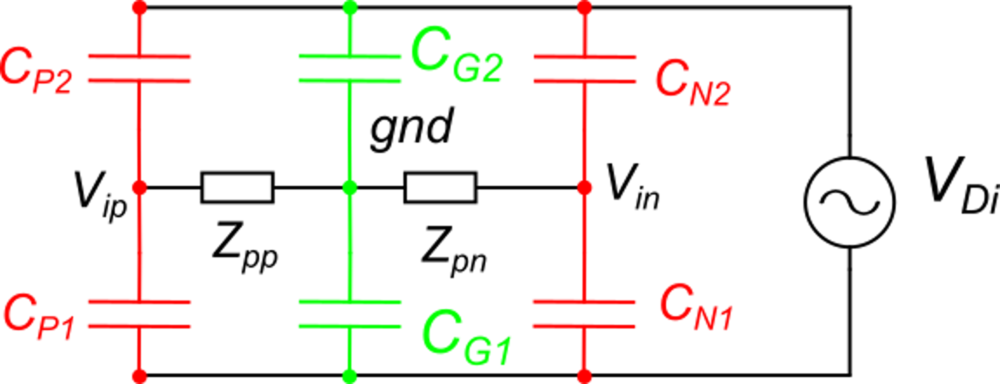 C_P2
C_G2
C_N2
gnd
V_ip
V_in
V_Di
Z_pp
Z_pn
C_P1
C_G1
C_N1